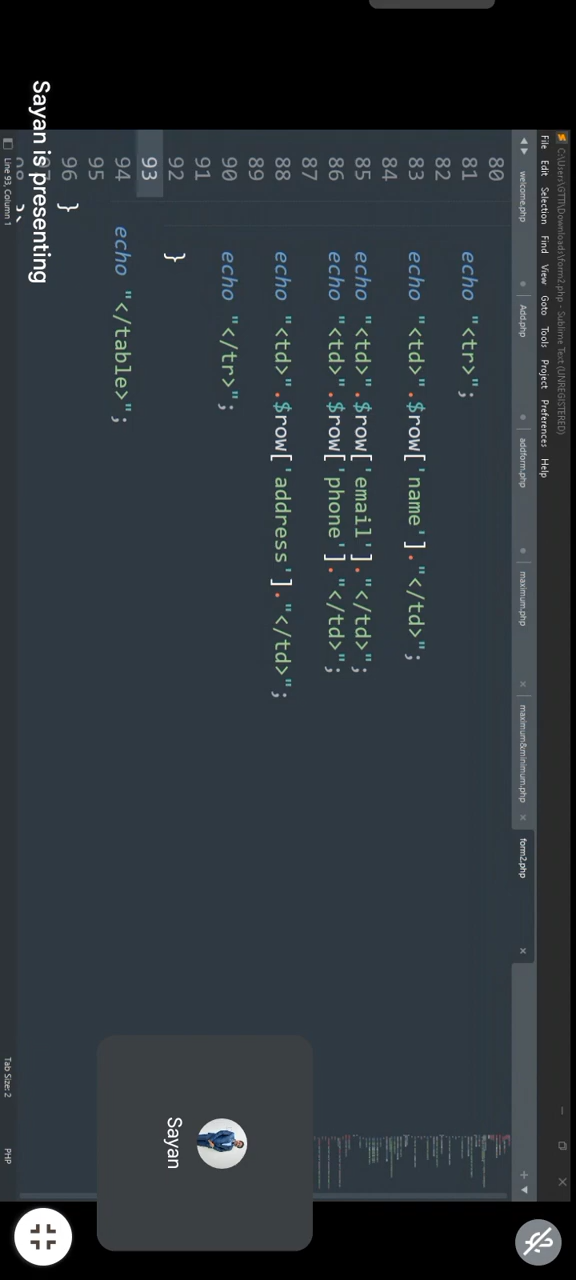 C:\Users\GTTI\Downloads\form2.php - Sublime Text (UNREGISTERED)
File Edit Selection Find View Goto Tools Project Preferences Help
welcome.php Add.php addform.php maximum.php maximum&minimum.php form2.php
80
81 echo "<tr>";
82
83 echo "<td>".$row['name']."</td>";
84
85 echo "<td>".$row['email']."</td>";
86 echo "<td>".$row['phone']."</td>";
87
88 echo "<td>".$row['address']."</td>";
89
90 echo "</tr>";
91
92 }
93
94 echo "</table>";
95
96 }
Line 93, Column 1 Tab Size: 2 PHP
Sayan is presenting
Sayan